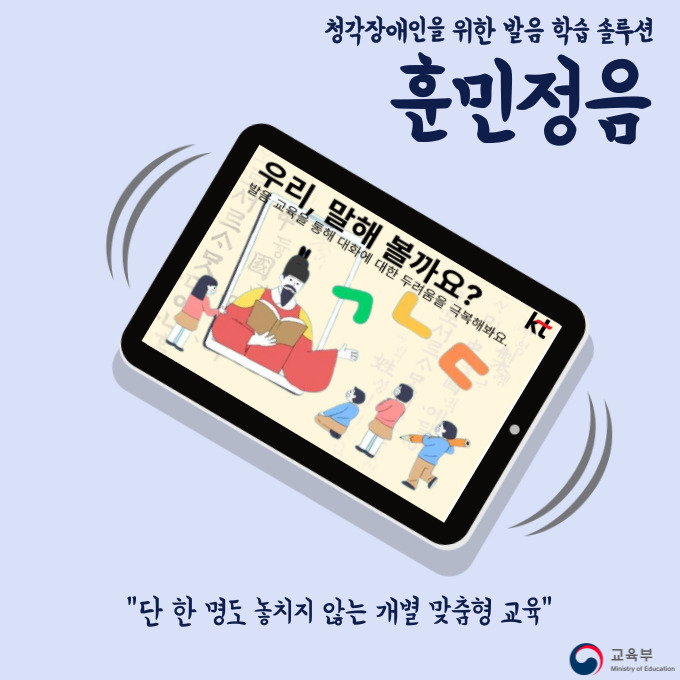 청각장애인을 위한 발음 학습 솔루션
훈민정음
우리, 말해 볼까요?
발음 교육을 통해 대화에 대한 두려움을 극복해봐요.
kt
"단 한 명도 놓치지 않는 개별 맞춤형 교육"
교육부
Ministry of Education